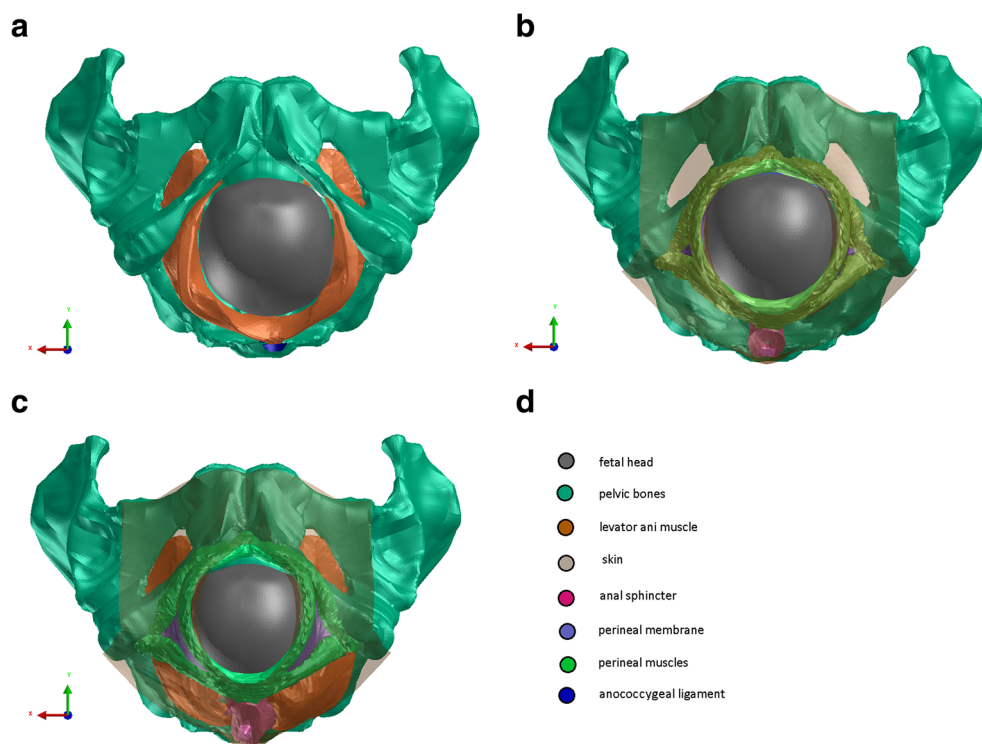 a
b
Y
X
Y
X
c
d
Y
X
fetal head
pelvic bones
levator ani muscle
skin
anal sphincter
perineal membrane
perineal muscles
anococcygeal ligament